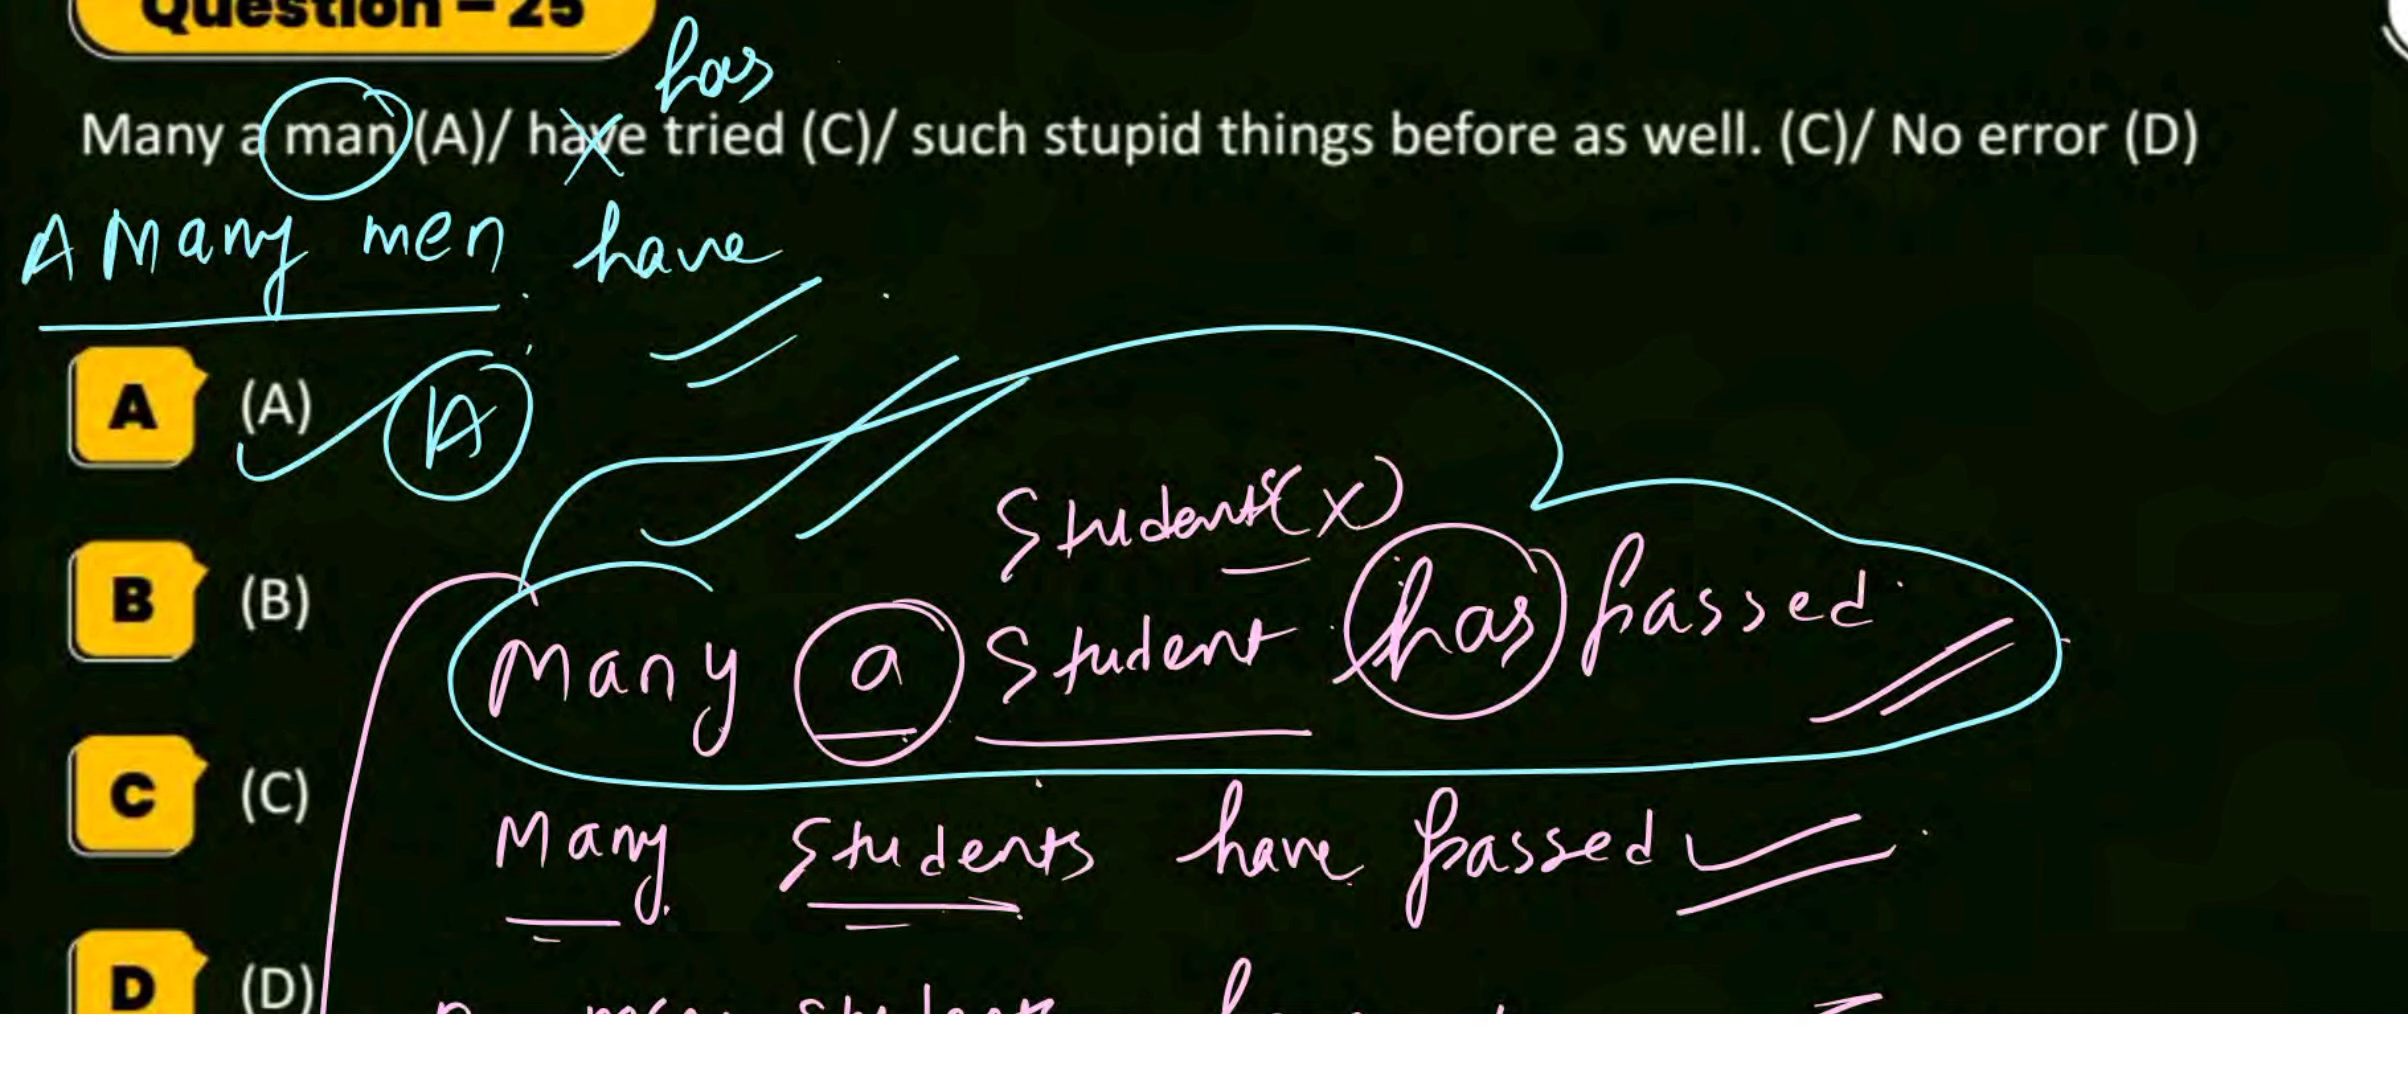 Question - 25
has
Many a man (A)/ have tried (C)/ such stupid things before as well. (C)/ No error (D)
A Many men have
A (A) A
Students (x)
B (B)
Many a Student has passed
C (C)
Many Students have passed
D (D)